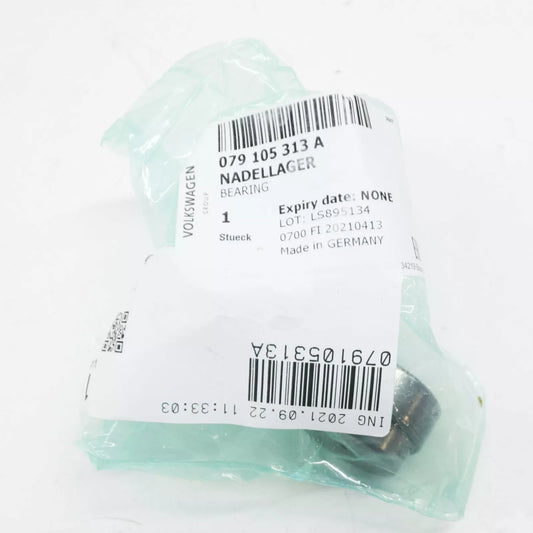 079 105 313 A
NADELLAGER
BEARING
VOLKSWAGEN
GROUP
1
Stueck
Expiry date: NONE
LOT: LS895134
0700 FI 20210413
Made in GERMANY
079105313A
ING 2021.09.22 11:33:03